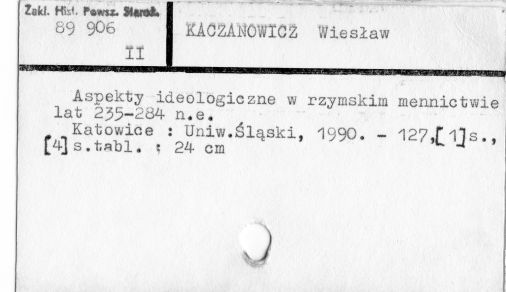 Zakł. Hist. Powsz. Staroż.
89 906
II
KACZANOWICZ Wiesław
Aspekty ideologiczne w rzymskim mennictwie
lat 235-284 n.e.
Katowice : Uniw.Śląski, 1990. - 127,[1]s.,
[4]s.tabl. ; 24 cm